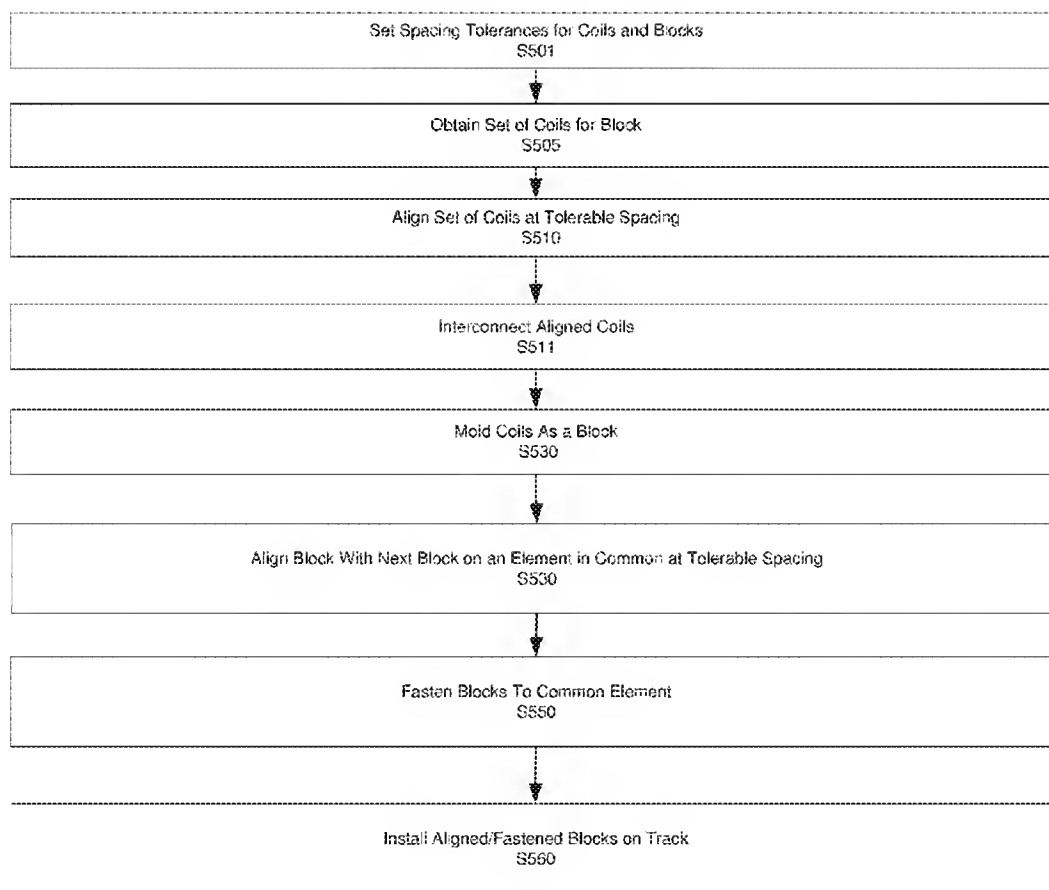 Set Spacing Tolerances for Coils and Blocks
S501
Obtain Set of Coils for Block
S505
Align Set of Coils at Tolerable Spacing
S510
Interconnect Aligned Coils
S511
Mold Coils As a Block
S530
Align Block With Next Block on an Element in Common at Tolerable Spacing
S530
Fasten Blocks To Common Element
S550
Install Aligned/Fastened Blocks on Track
S560